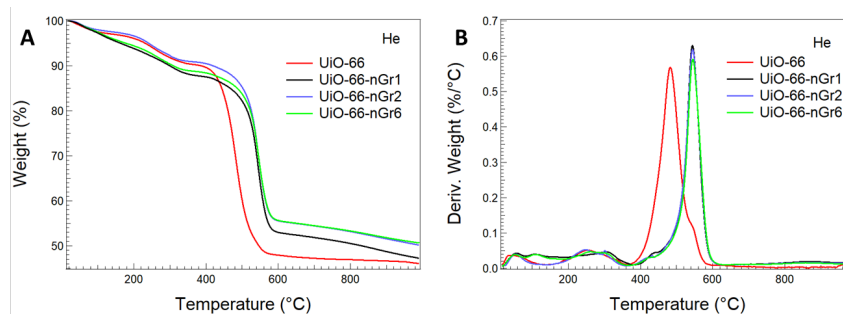 A
He
UiO-66
UiO-66-nGr1
UiO-66-nGr2
UiO-66-nGr6
Weight (%)
100
90
80
70
60
50
200
400
600
800
Temperature (°C)
B
He
UiO-66
UiO-66-nGr1
UiO-66-nGr2
UiO-66-nGr6
Deriv. Weight (%/°C)
0.7
0.6
0.5
0.4
0.3
0.2
0.1
0.0
200
400
600
800
Temperature (°C)